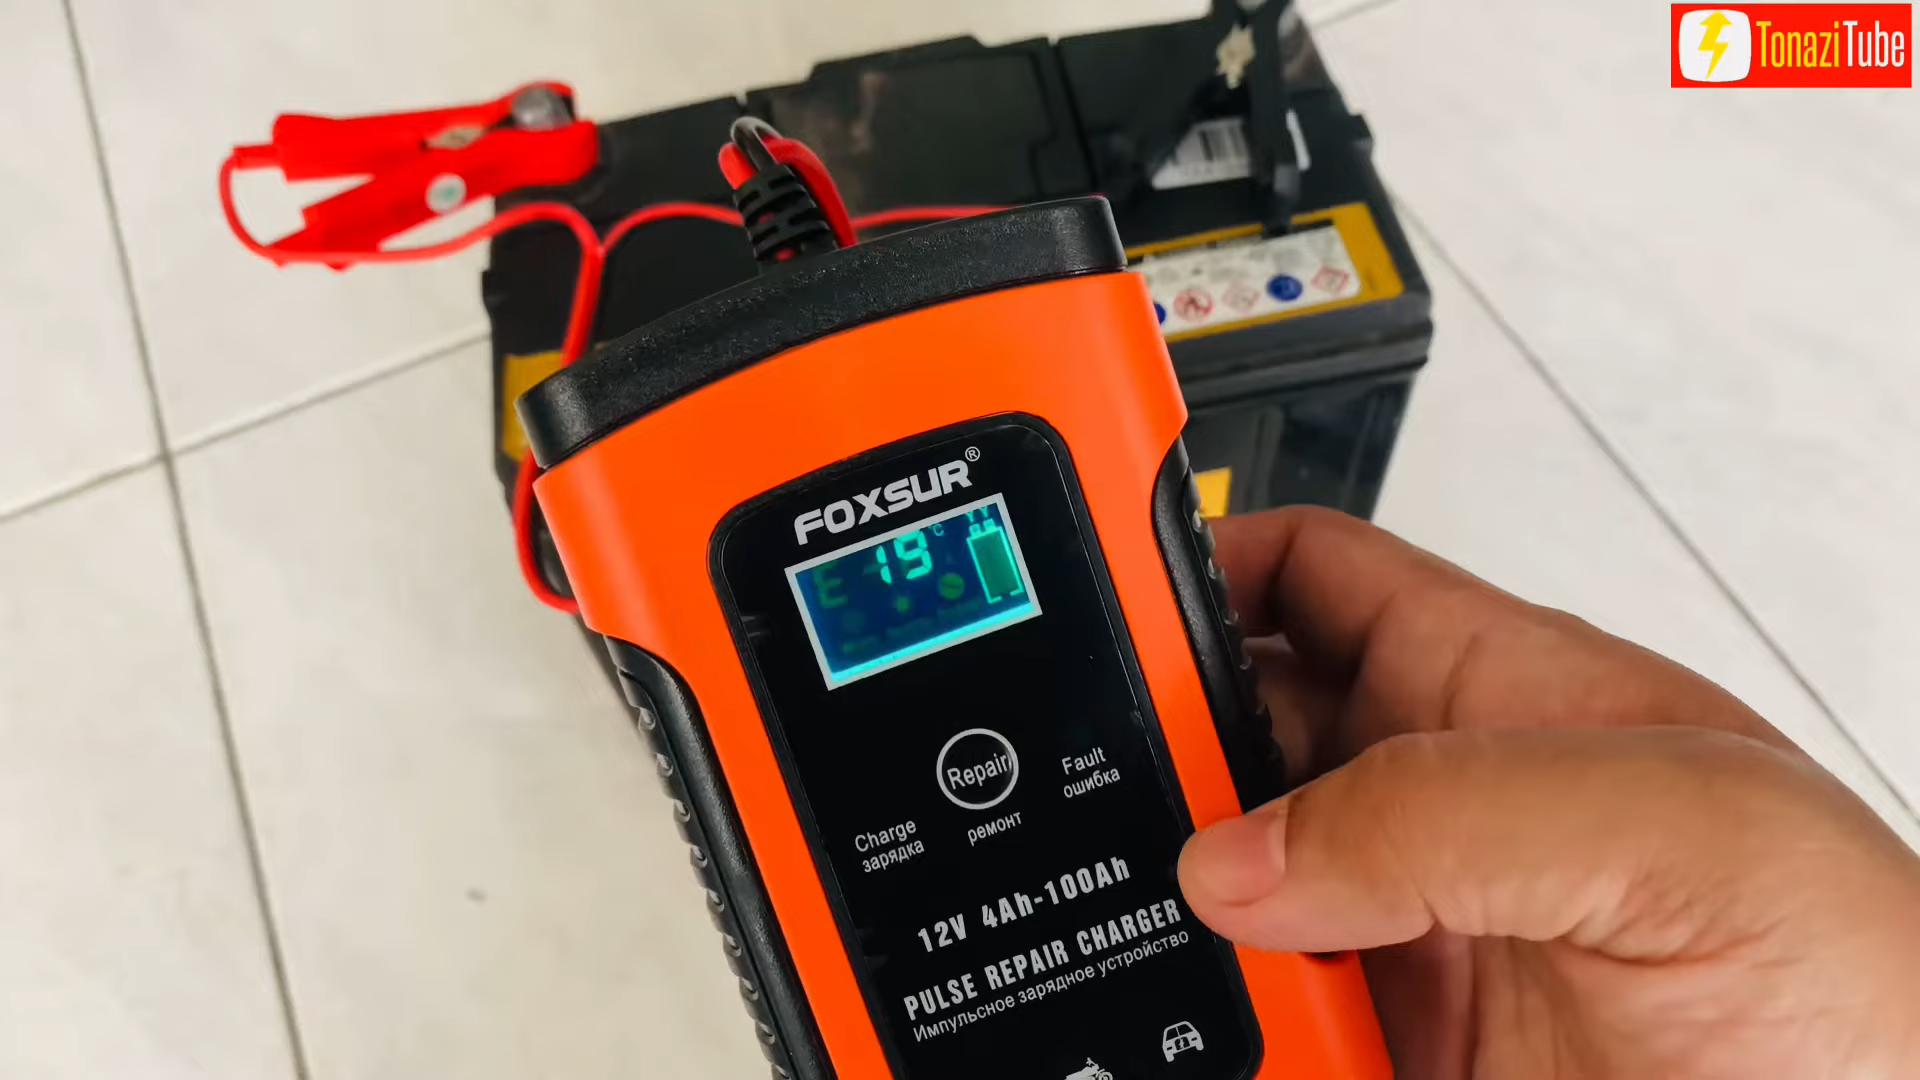 TonaziTube
FOXSUR®
19 °C
Repair
ремонт
Fault
ошибка
Charge
зарядка
12V 4Ah-100Ah
PULSE REPAIR CHARGER
Импульсное зарядное устройство